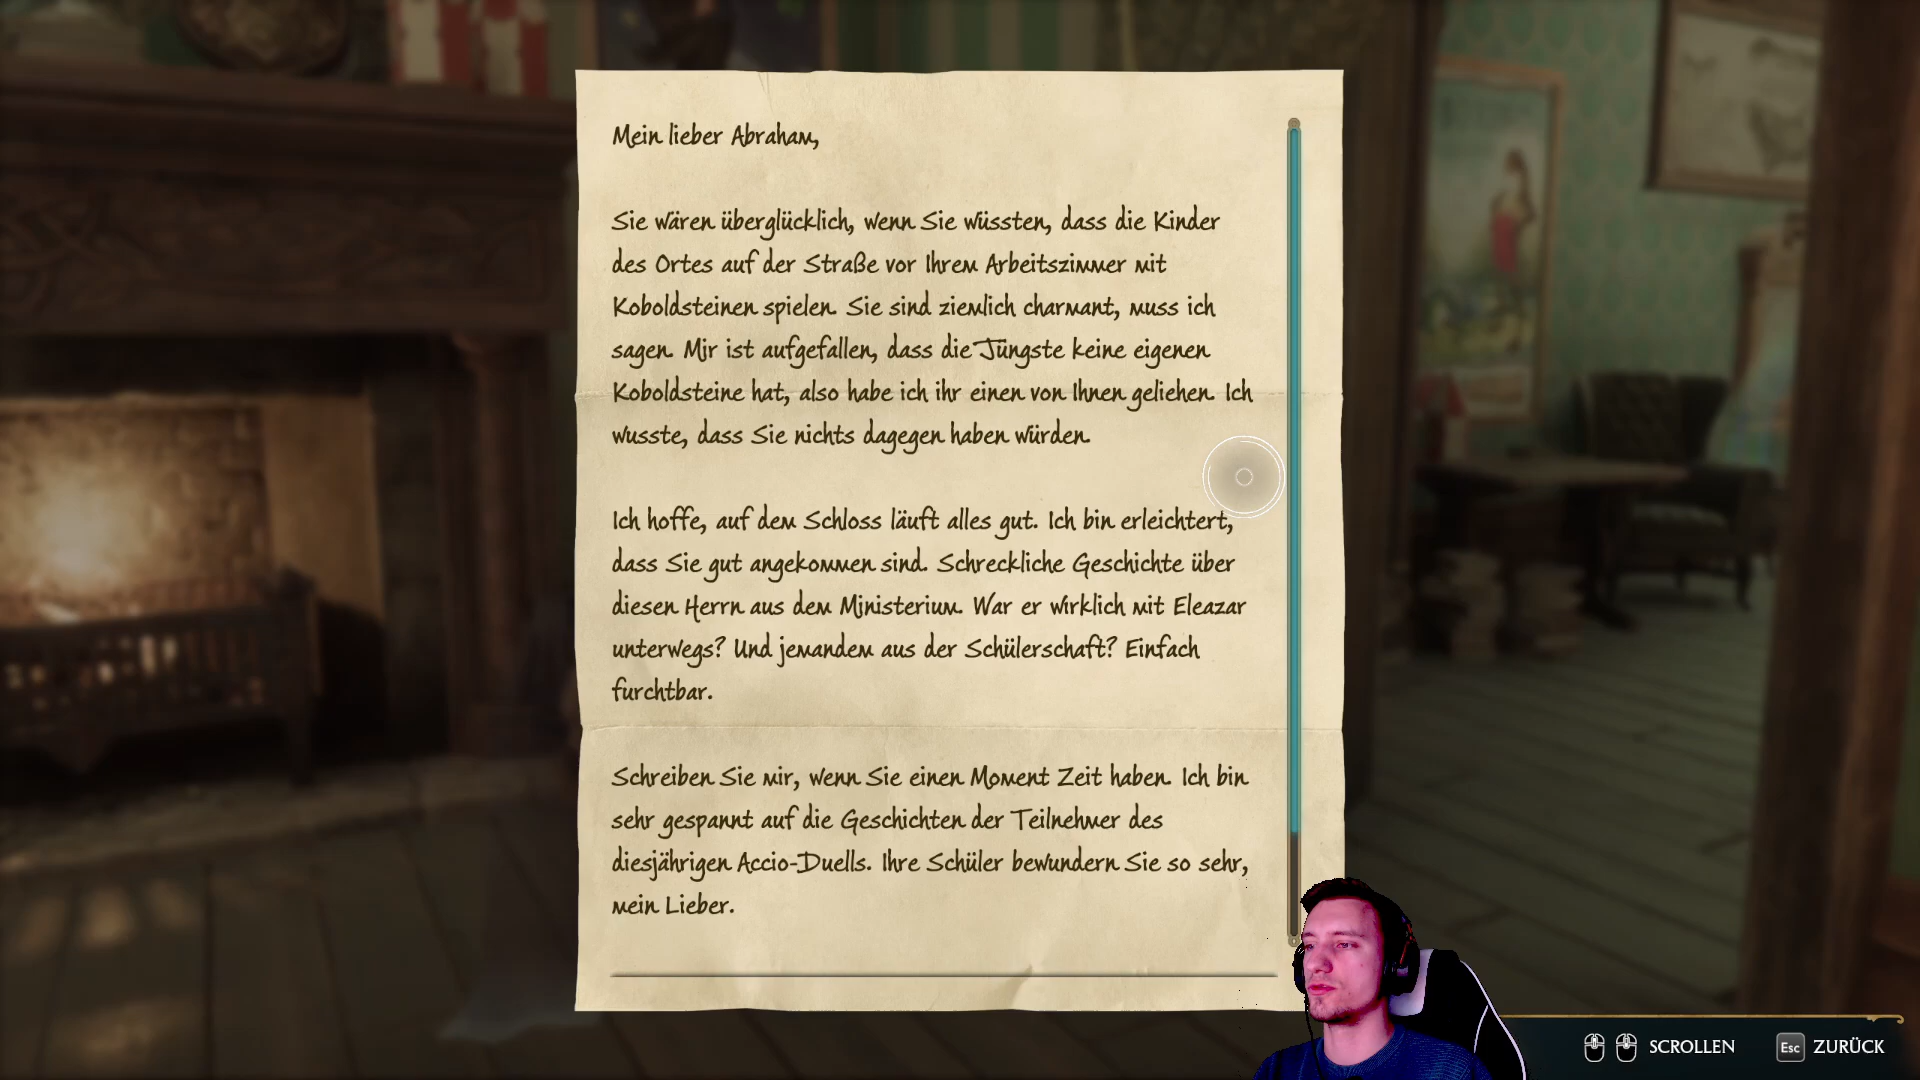 Mein lieber Abraham,
Sie wären überglücklich, wenn Sie wüssten, dass die Kinder
des Ortes auf der Straße vor Ihrem Arbeitszimmer mit
Koboldsteinen spielen. Sie sind ziemlich charmant, muss ich
sagen. Mir ist aufgefallen, dass die Jüngste keine eigenen
Koboldsteine hat, also habe ich ihr einen von Ihnen geliehen. Ich
wusste, dass Sie nichts dagegen haben würden.
Ich hoffe, auf dem Schloss läuft alles gut. Ich bin erleichtert,
dass Sie gut angekommen sind. Schreckliche Geschichte über
diesen Herrn aus dem Ministerium. War er wirklich mit Eleazar
unterwegs? Und jemandem aus der Schülerschaft? Einfach
furchtbar.
Schreiben Sie mir, wenn Sie einen Moment Zeit haben. Ich bin
sehr gespannt auf die Geschichten der Teilnehmer des
diesjährigen Accio-Duells. Ihre Schüler bewundern Sie so sehr,
mein Lieber.
SCROLLEN
Esc ZURÜCK